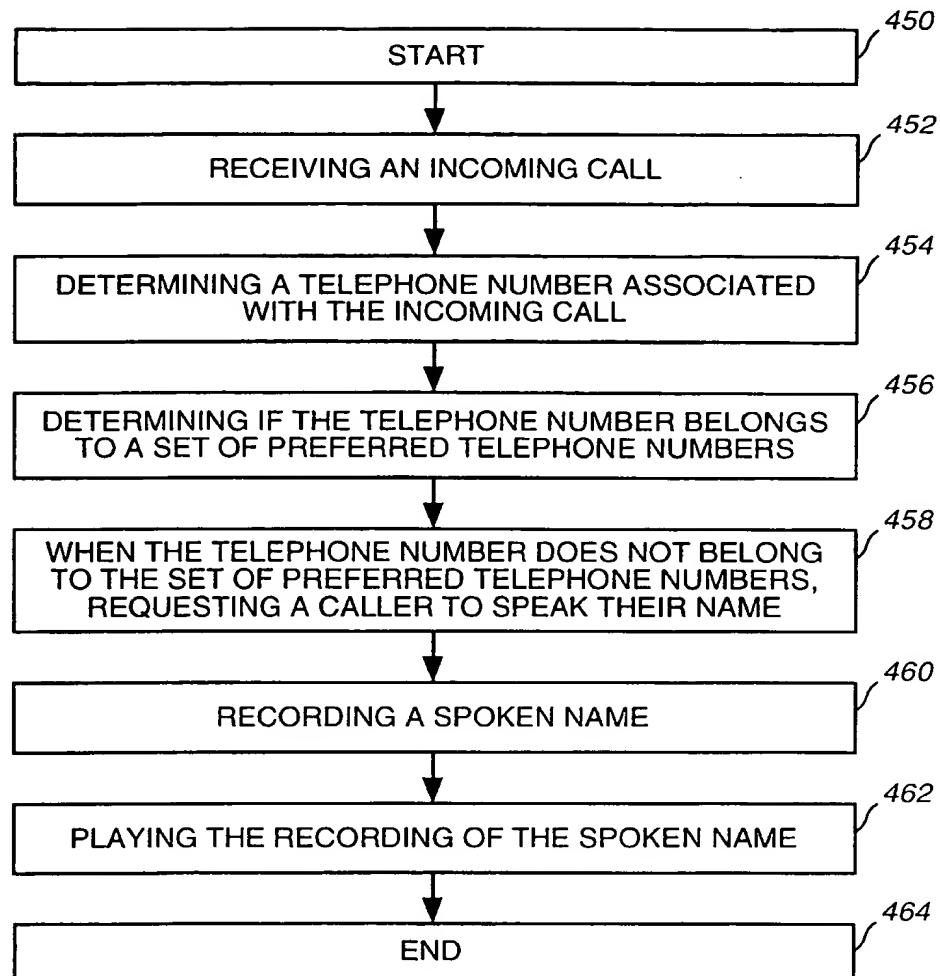 450
START
452
RECEIVING AN INCOMING CALL
454
DETERMINING A TELEPHONE NUMBER ASSOCIATED
WITH THE INCOMING CALL
456
DETERMINING IF THE TELEPHONE NUMBER BELONGS
TO A SET OF PREFERRED TELEPHONE NUMBERS
458
WHEN THE TELEPHONE NUMBER DOES NOT BELONG
TO THE SET OF PREFERRED TELEPHONE NUMBERS,
REQUESTING A CALLER TO SPEAK THEIR NAME
460
RECORDING A SPOKEN NAME
462
PLAYING THE RECORDING OF THE SPOKEN NAME
464
END